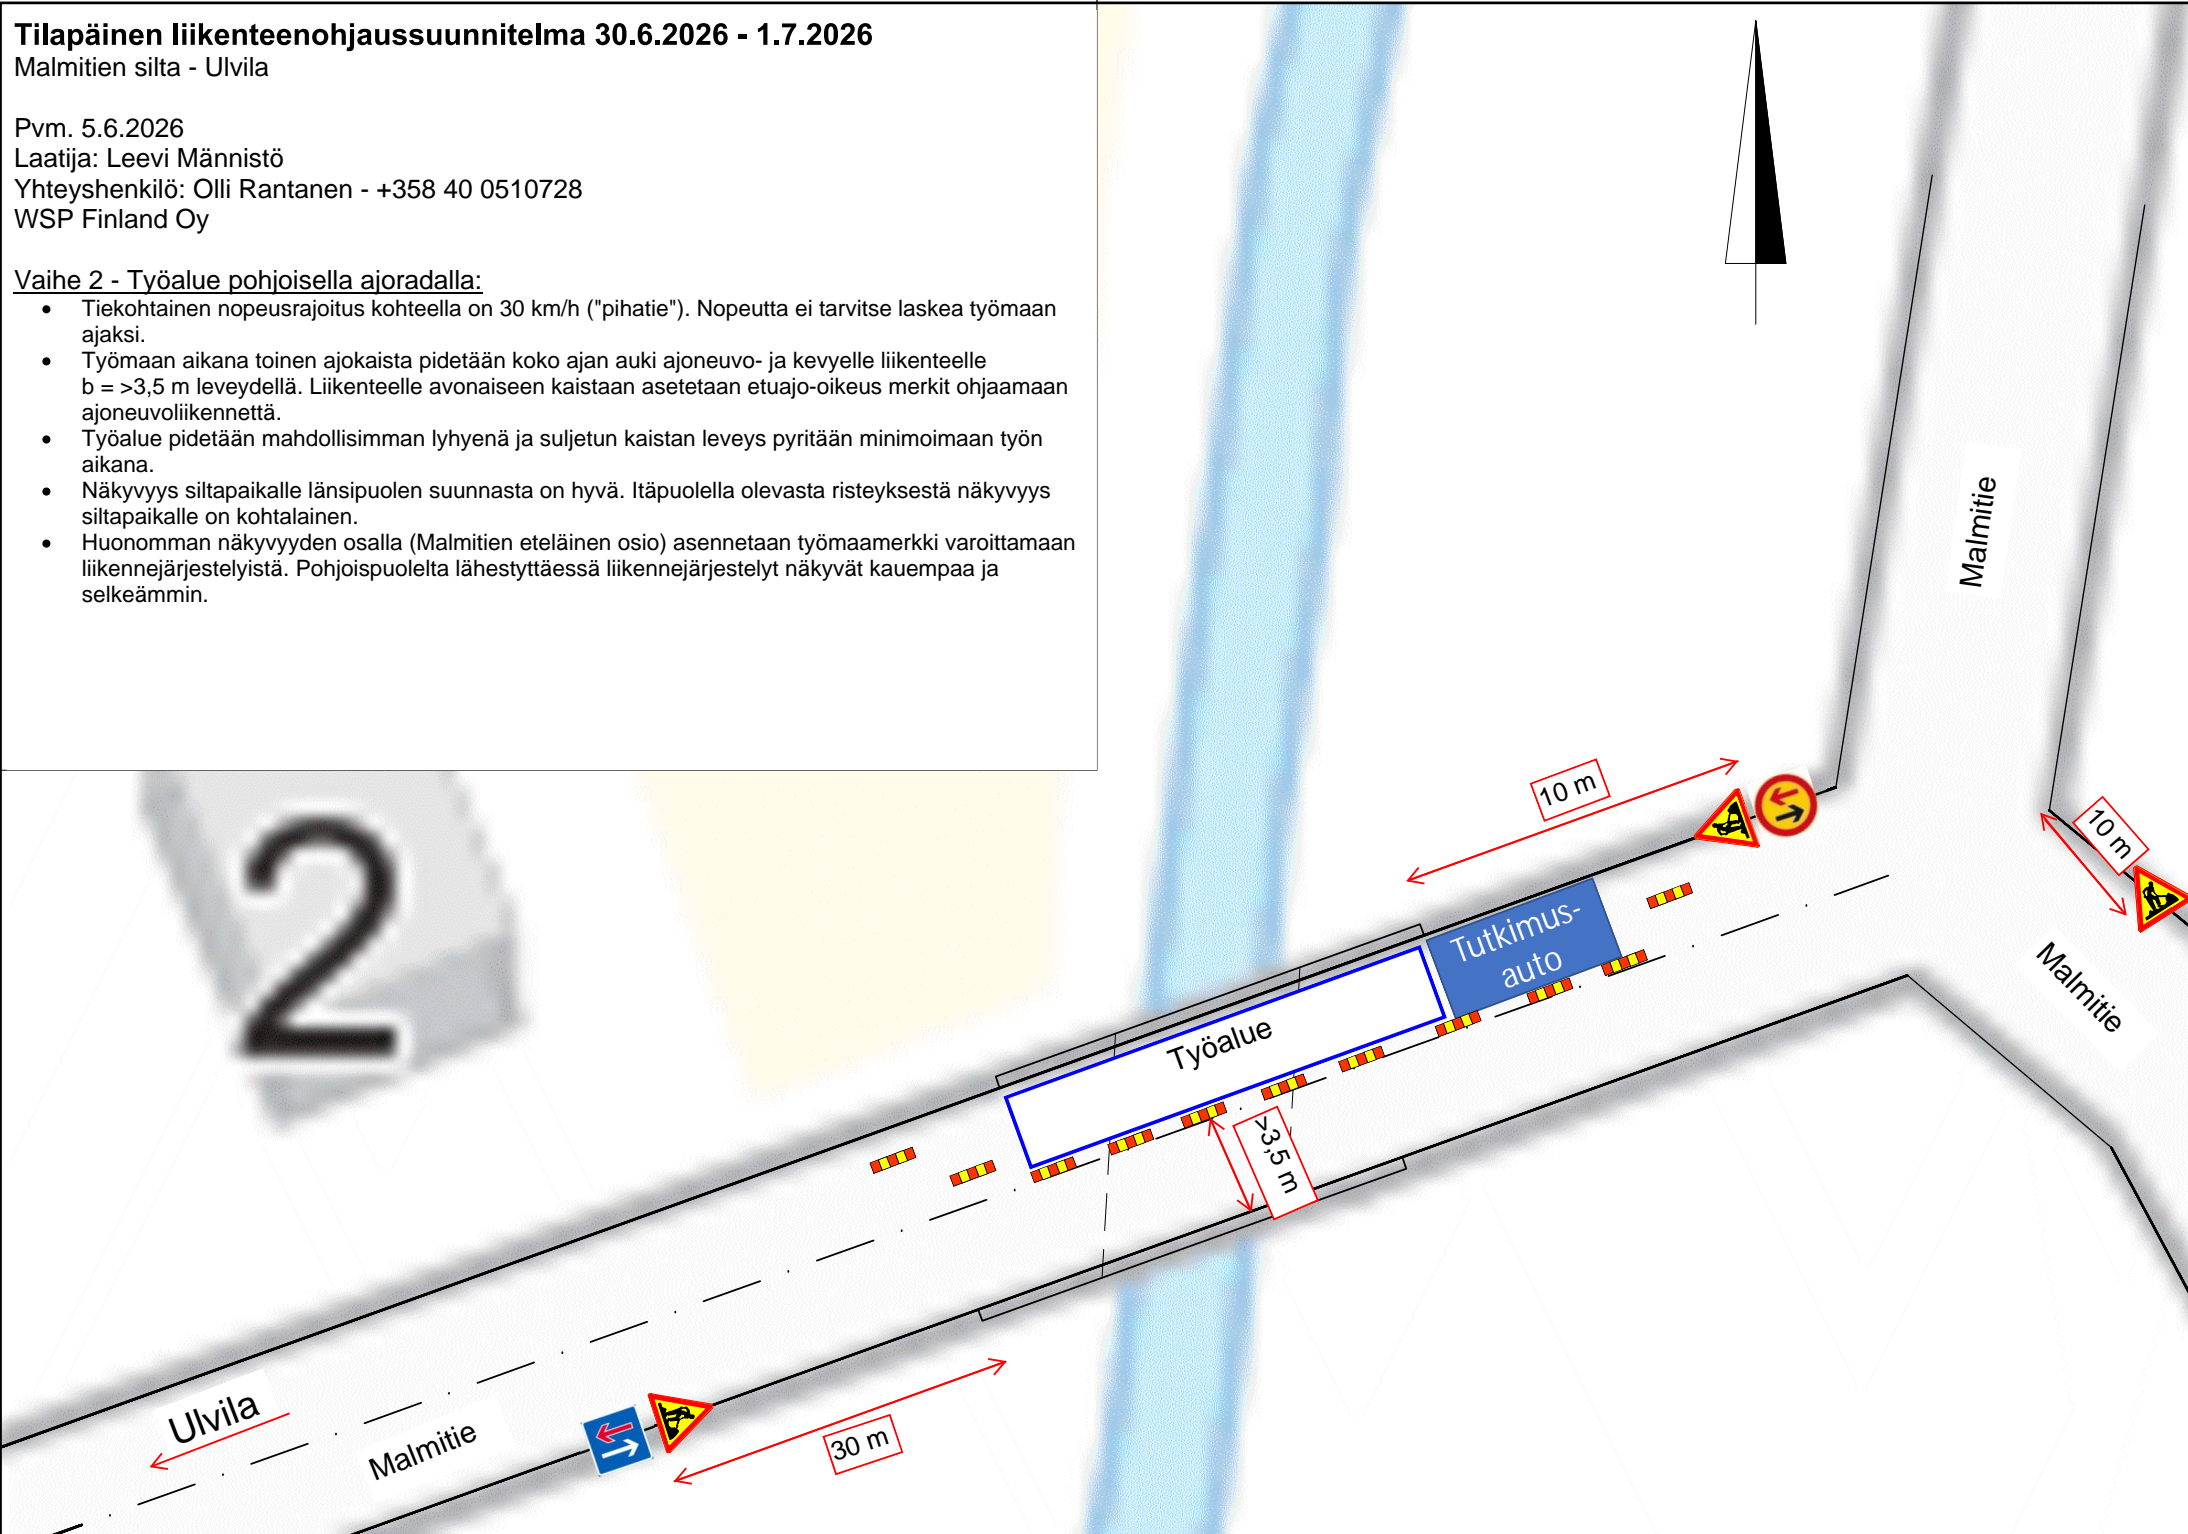 Tilapäinen liikenteenohjaussuunnitelma 30.6.2026 - 1.7.2026
Malmitien silta - Ulvila
Pvm. 5.6.2026
Laatija: Leevi Männistö
Yhteyshenkilö: Olli Rantanen - +358 40 0510728
WSP Finland Oy
Vaihe 2 - Työalue pohjoisella ajoradalla:
• Tiekohtainen nopeusrajoitus kohteella on 30 km/h ("pihatie"). Nopeutta ei tarvitse laskea työmaan
ajaksi.
• Työmaan aikana toinen ajokaista pidetään koko ajan auki ajoneuvo- ja kevyelle liikenteelle
b = >3,5 m leveydellä. Liikenteelle avonaiseen kaistaan asetetaan etuajo-oikeus merkit ohjaamaan
ajoneuvoliikennettä.
• Työalue pidetään mahdollisimman lyhyenä ja suljetun kaistan leveys pyritään minimoimaan työn
aikana.
• Näkyvyys siltapaikalle länsipuolen suunnasta on hyvä. Itäpuolella olevasta risteyksestä näkyvyys
siltapaikalle on kohtalainen.
• Huonomman näkyvyyden osalla (Malmitien eteläinen osio) asennetaan työmaamerkki varoittamaan
liikennejärjestelyistä. Pohjoispuolelta lähestyttäessä liikennejärjestelyt näkyvät kauempaa ja
selkeämmin.
Malmitie
10 m
10 m
2
Tutkimus-
auto
Malmitie
Työalue
>3,5 m
Ulvila
Malmitie
30 m